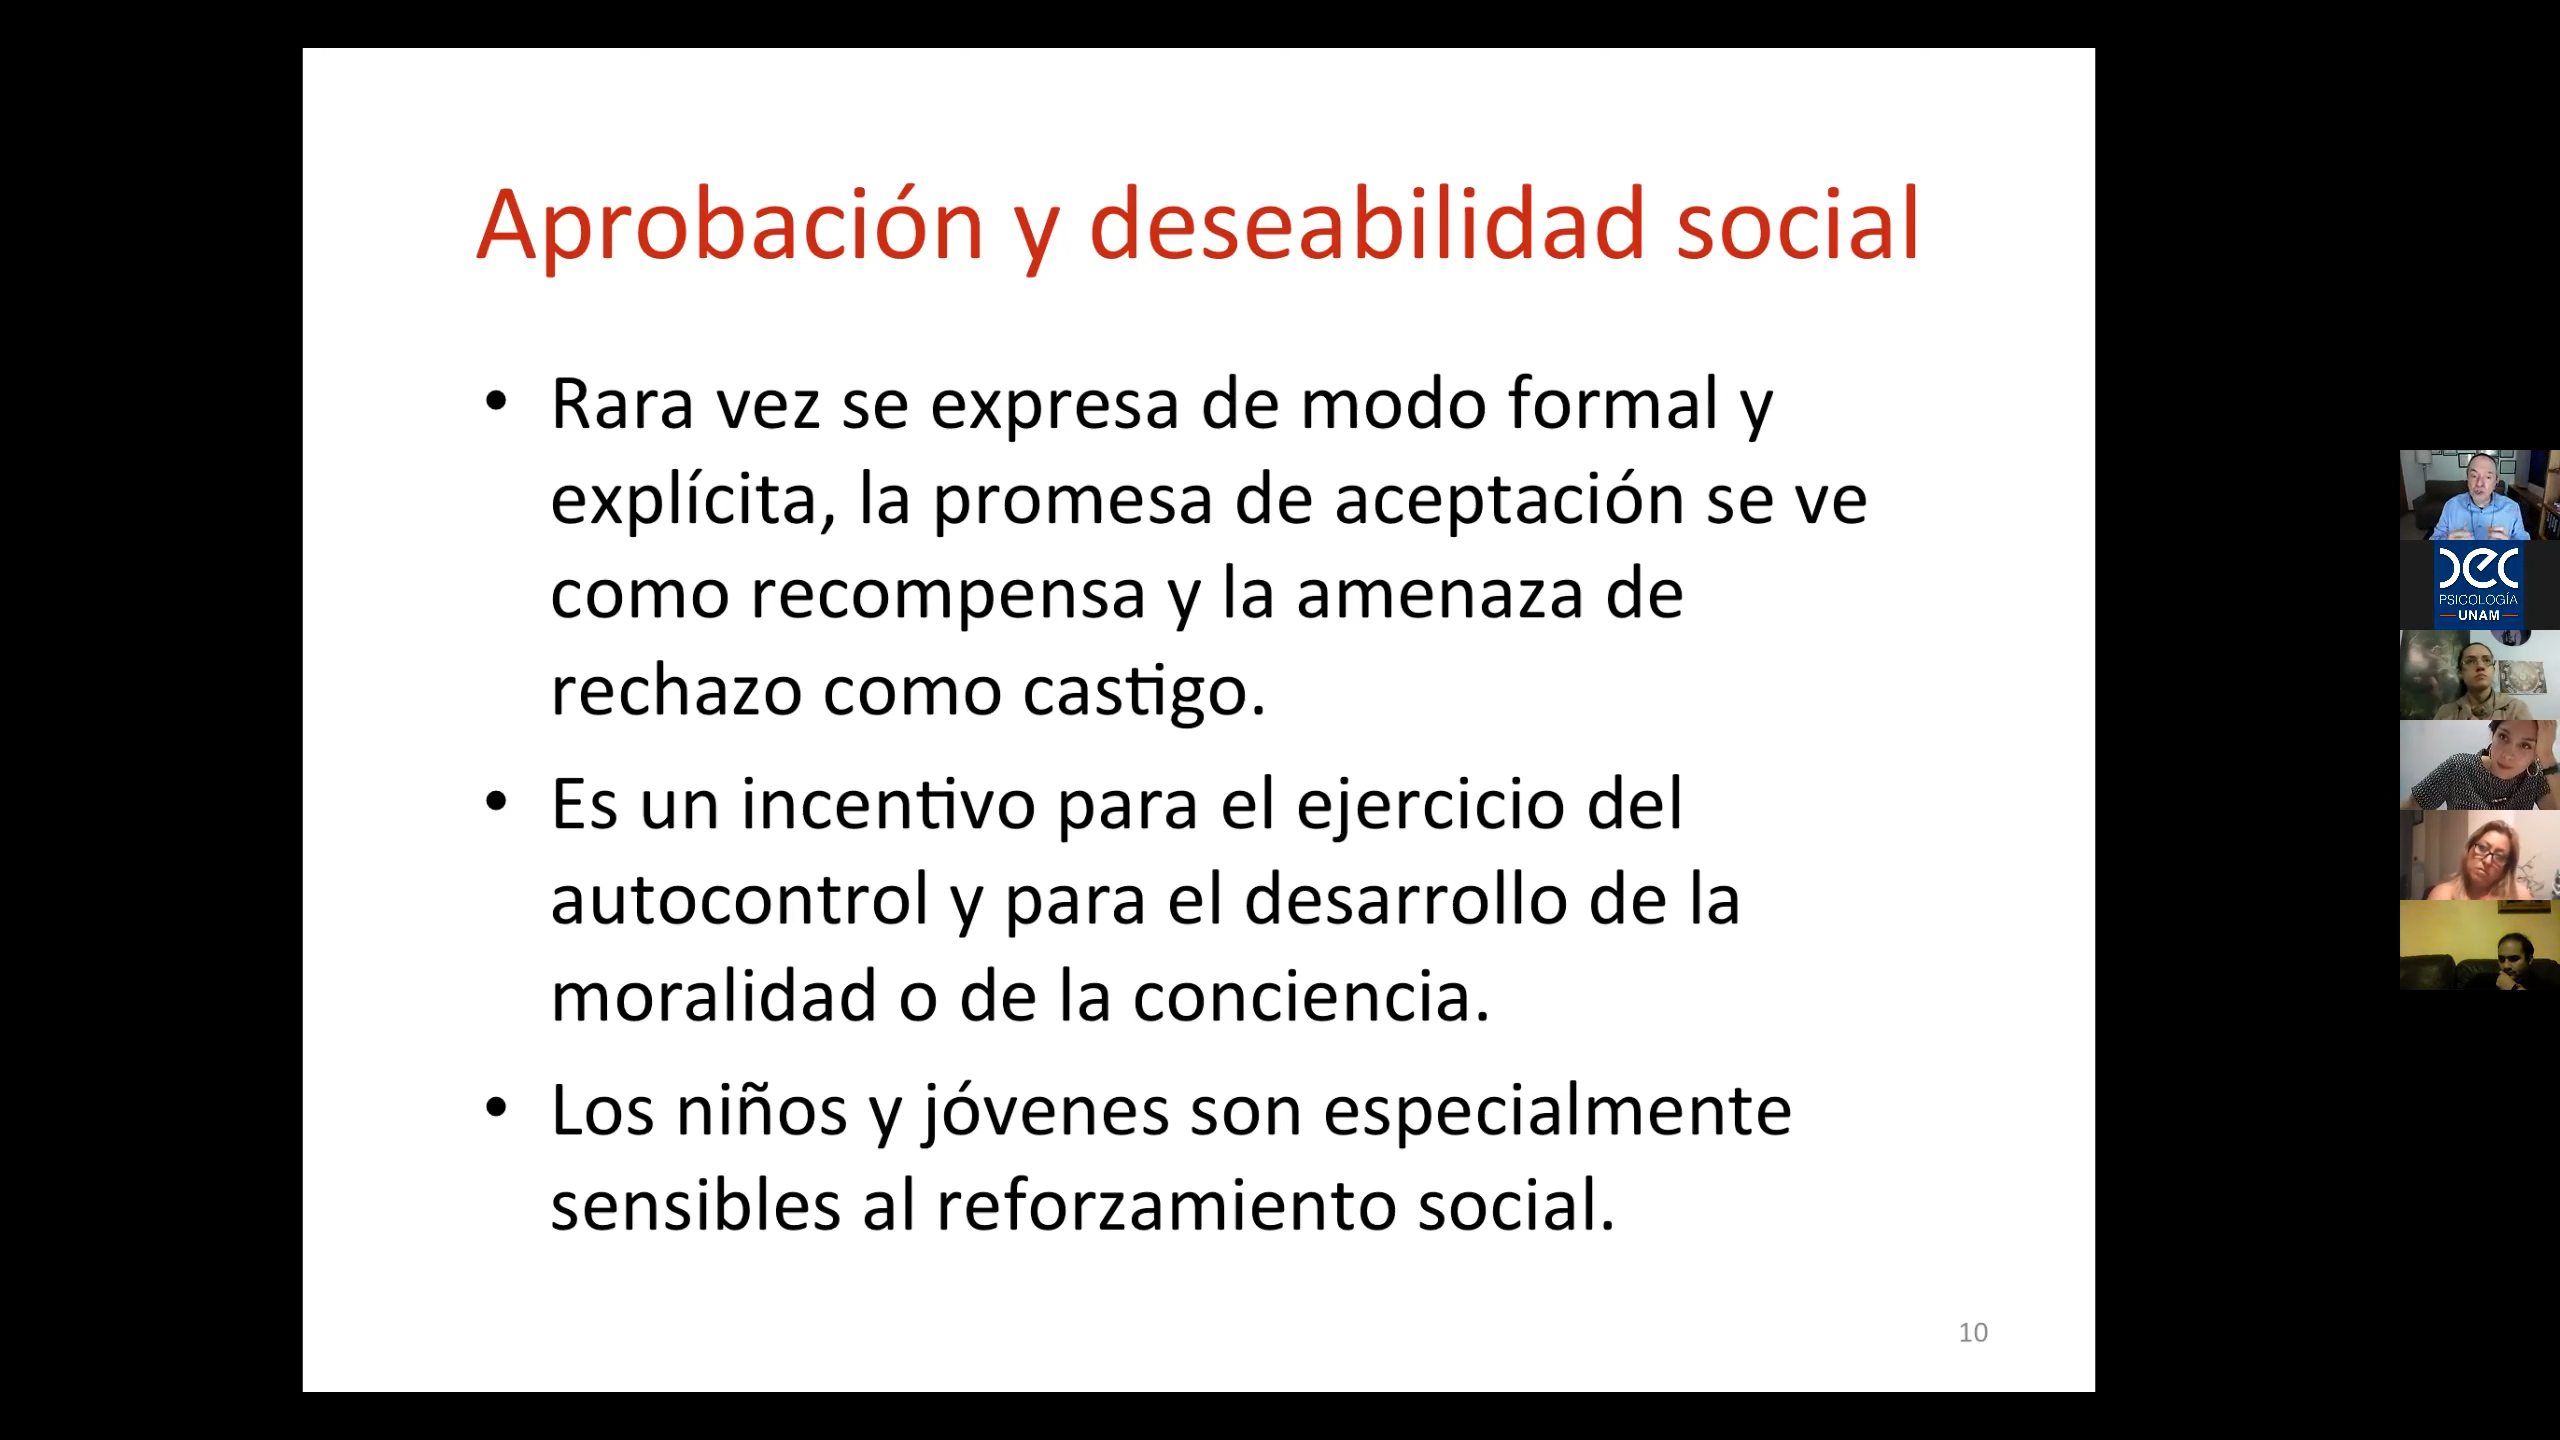 Aprobación y deseabilidad social
• Rara vez se expresa de modo formal y
explícita, la promesa de aceptación se ve
como recompensa y la amenaza de
rechazo como castigo.
• Es un incentivo para el ejercicio del
autocontrol y para el desarrollo de la
moralidad o de la conciencia.
• Los niños y jóvenes son especialmente
sensibles al reforzamiento social.
10
DEC
PSICOLOGÍA
UNAM